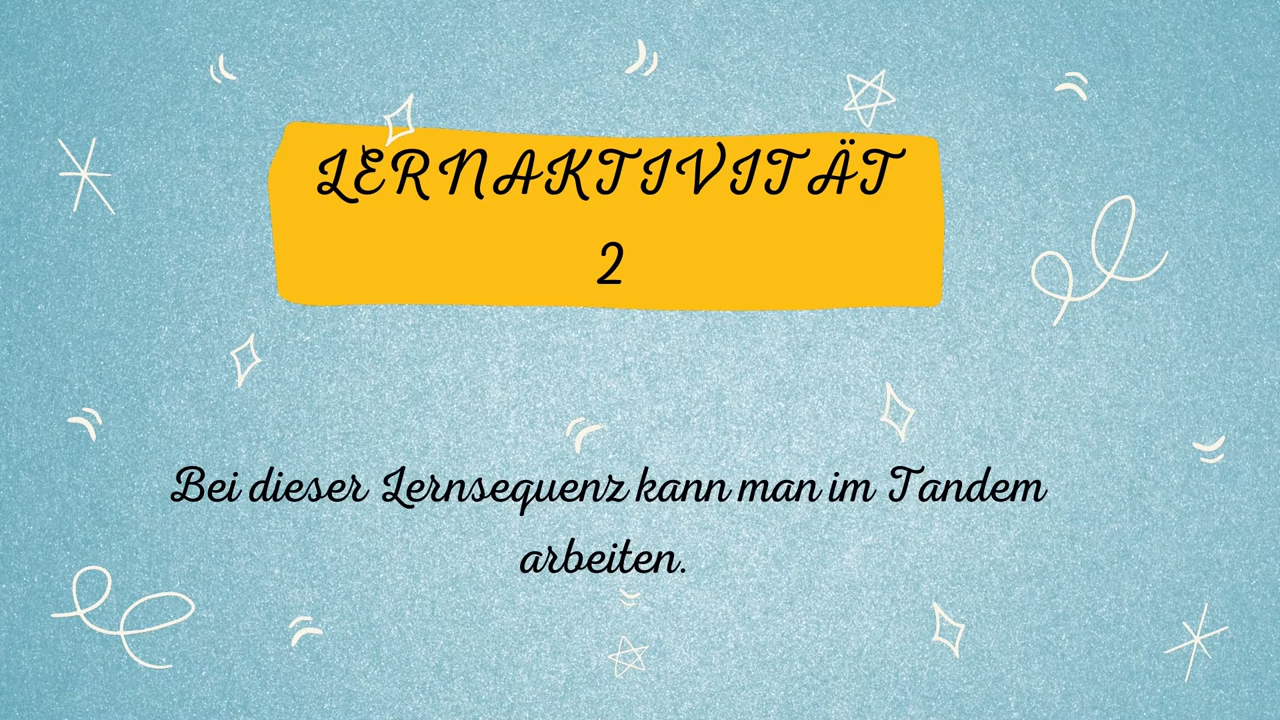 LERNAKTIVITÄT
2
Bei dieser Lernsequenz kann man im Tandem
arbeiten.